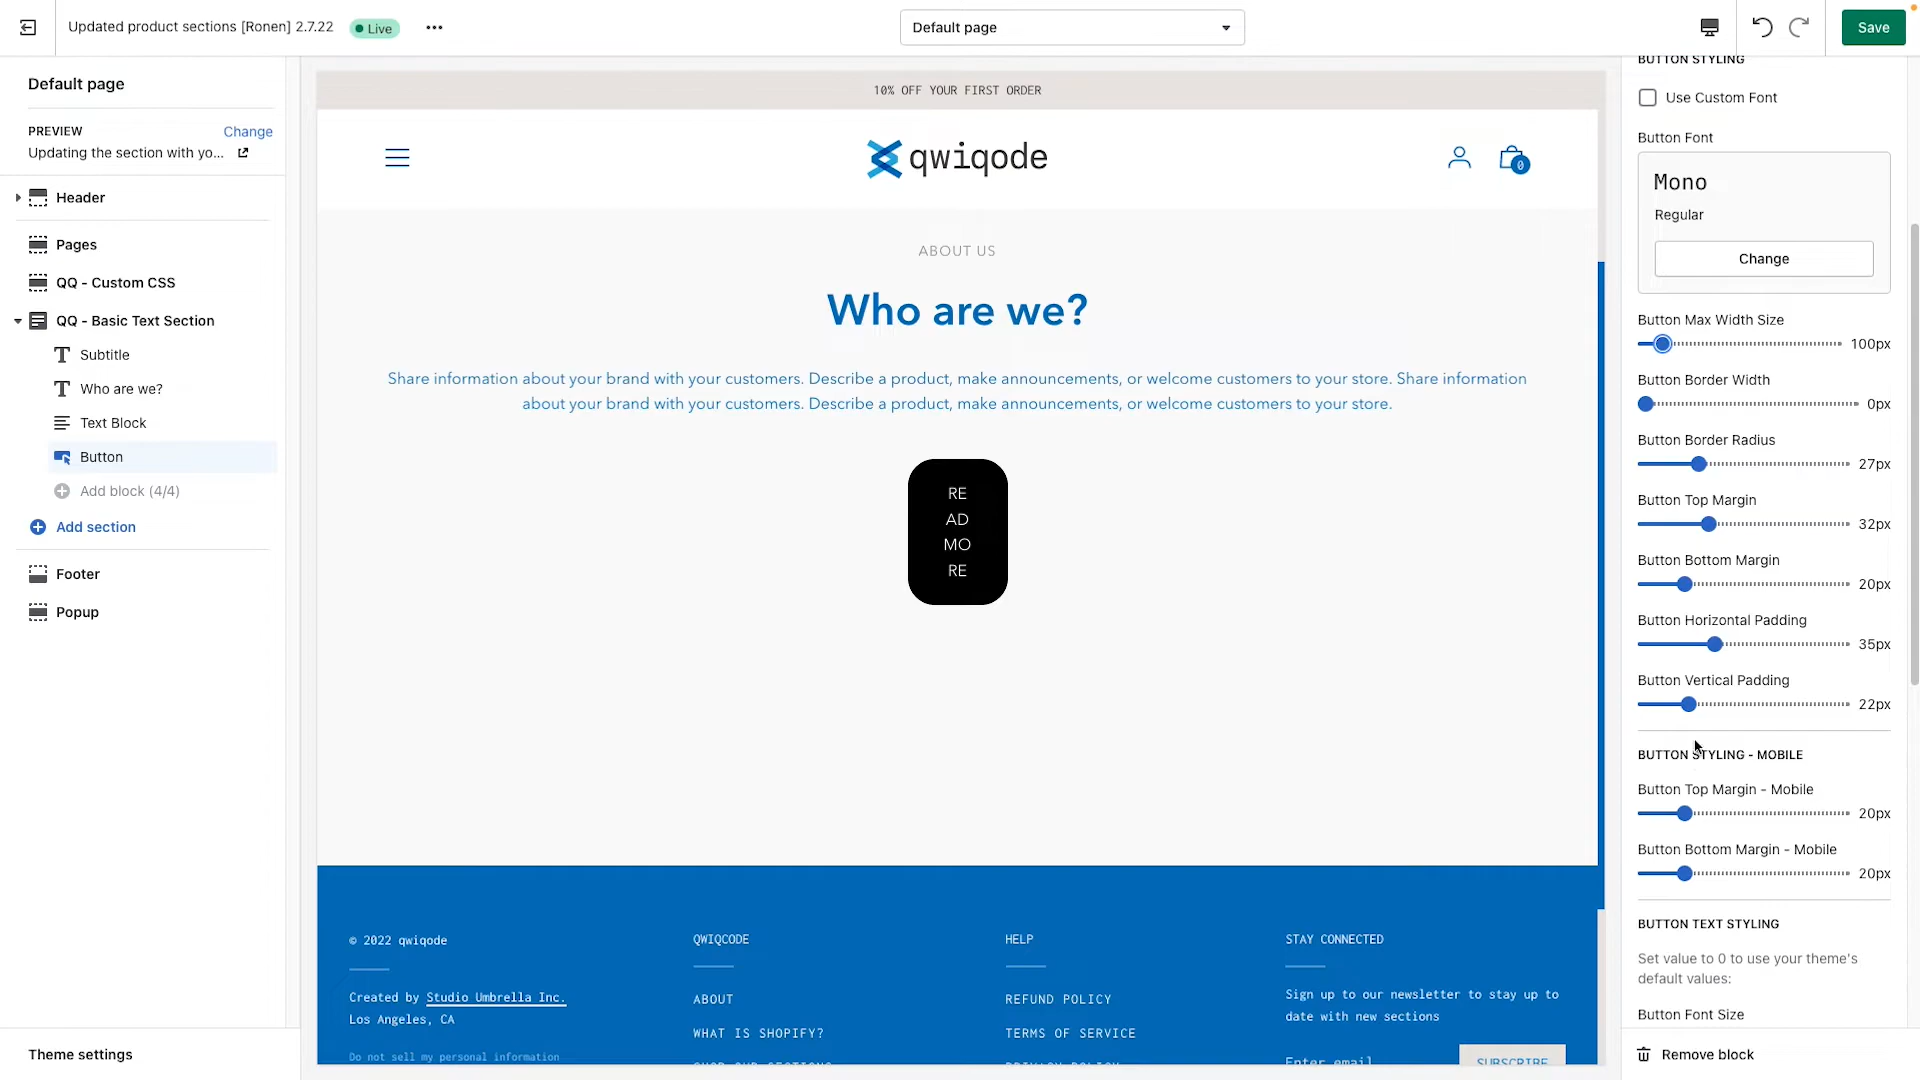 Updated product sections [Ronen] 2.7.22
Live
Default page
Save
Default page
PREVIEW
Change
Updating the section with yo...
Header
Pages
QQ - Custom CSS
QQ - Basic Text Section
Subtitle
Who are we?
Text Block
Button
Add block (4/4)
Add section
Footer
Popup
Theme settings
10% OFF YOUR FIRST ORDER
qwiqode
0
ABOUT US
Who are we?
Share information about your brand with your customers. Describe a product, make announcements, or welcome customers to your store. Share information
about your brand with your customers. Describe a product, make announcements, or welcome customers to your store.
RE
AD
MO
RE
© 2022 qwiqode
Created by Studio Umbrella Inc.
Los Angeles, CA
Do not sell my personal information
QWIQCODE
ABOUT
WHAT IS SHOPIFY?
SHOP OUR SECTIONS?
HELP
REFUND POLICY
TERMS OF SERVICE
PRIVACY POLICY
STAY CONNECTED
Sign up to our newsletter to stay up to
date with new sections
Enter email
SUBSCRIBE
BUTTON STYLING
Use Custom Font
Button Font
Mono
Regular
Change
Button Max Width Size
100px
Button Border Width
0px
Button Border Radius
27px
Button Top Margin
32px
Button Bottom Margin
20px
Button Horizontal Padding
35px
Button Vertical Padding
22px
BUTTON STYLING - MOBILE
Button Top Margin - Mobile
20px
Button Bottom Margin - Mobile
20px
BUTTON TEXT STYLING
Set value to 0 to use your theme's
default values:
Button Font Size
Remove block